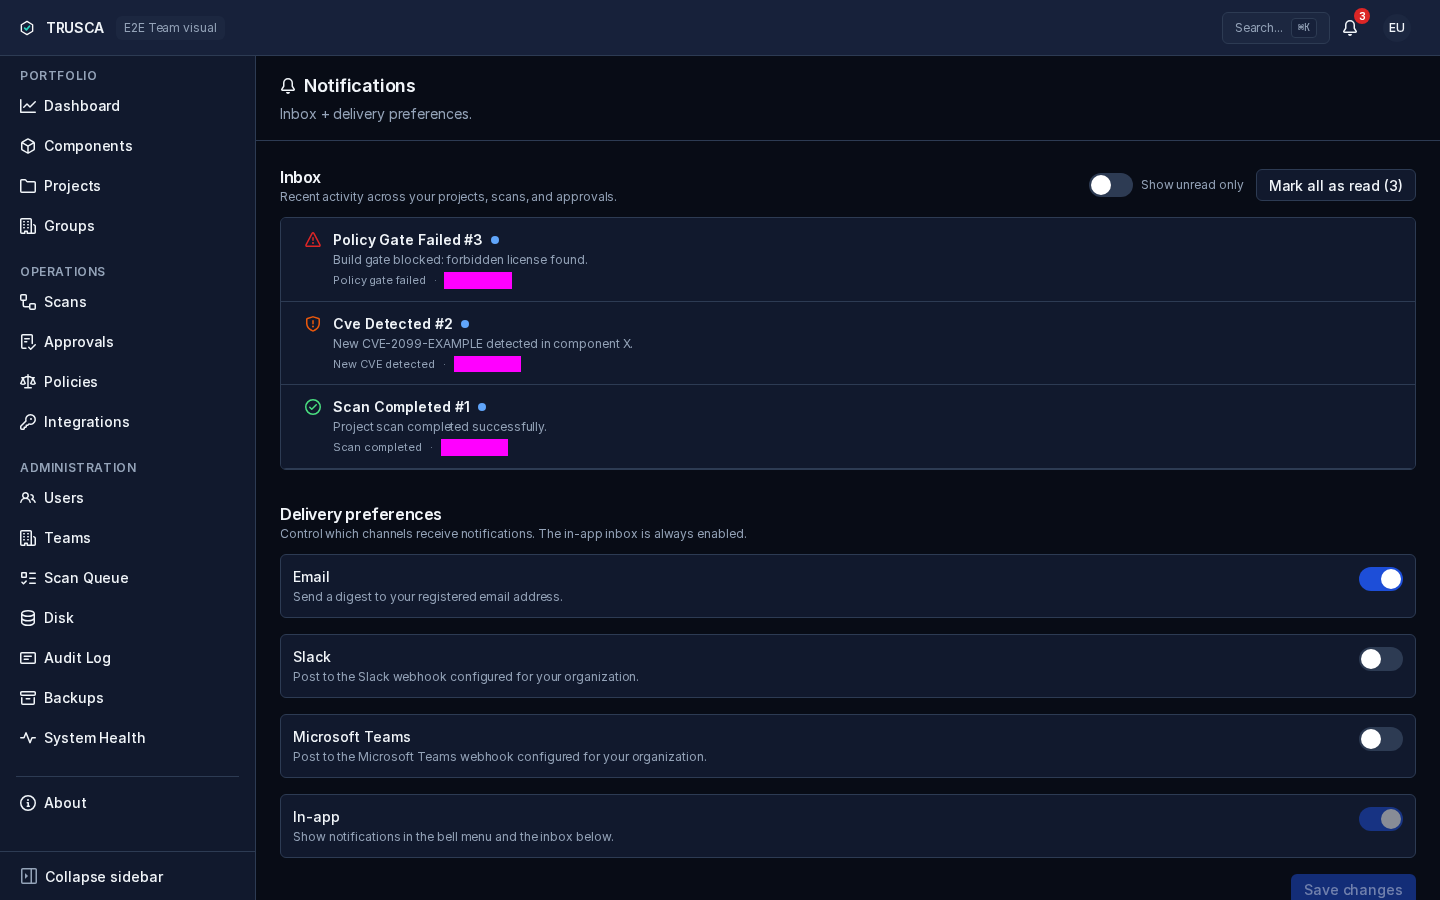 TRUSCA
E2E Team visual
Search...
⌘K
3
EU
PORTFOLIO
Dashboard
Components
Projects
Groups
OPERATIONS
Scans
Approvals
Policies
Integrations
ADMINISTRATION
Users
Teams
Scan Queue
Disk
Audit Log
Backups
System Health
About
Collapse sidebar
Notifications
Inbox + delivery preferences.
Inbox
Recent activity across your projects, scans, and approvals.
Show unread only
Mark all as read (3)
Policy Gate Failed #3
Build gate blocked: forbidden license found.
Policy gate failed ·
Cve Detected #2
New CVE-2099-EXAMPLE detected in component X.
New CVE detected ·
Scan Completed #1
Project scan completed successfully.
Scan completed ·
Delivery preferences
Control which channels receive notifications. The in-app inbox is always enabled.
Email
Send a digest to your registered email address.
Slack
Post to the Slack webhook configured for your organization.
Microsoft Teams
Post to the Microsoft Teams webhook configured for your organization.
In-app
Show notifications in the bell menu and the inbox below.
Save changes